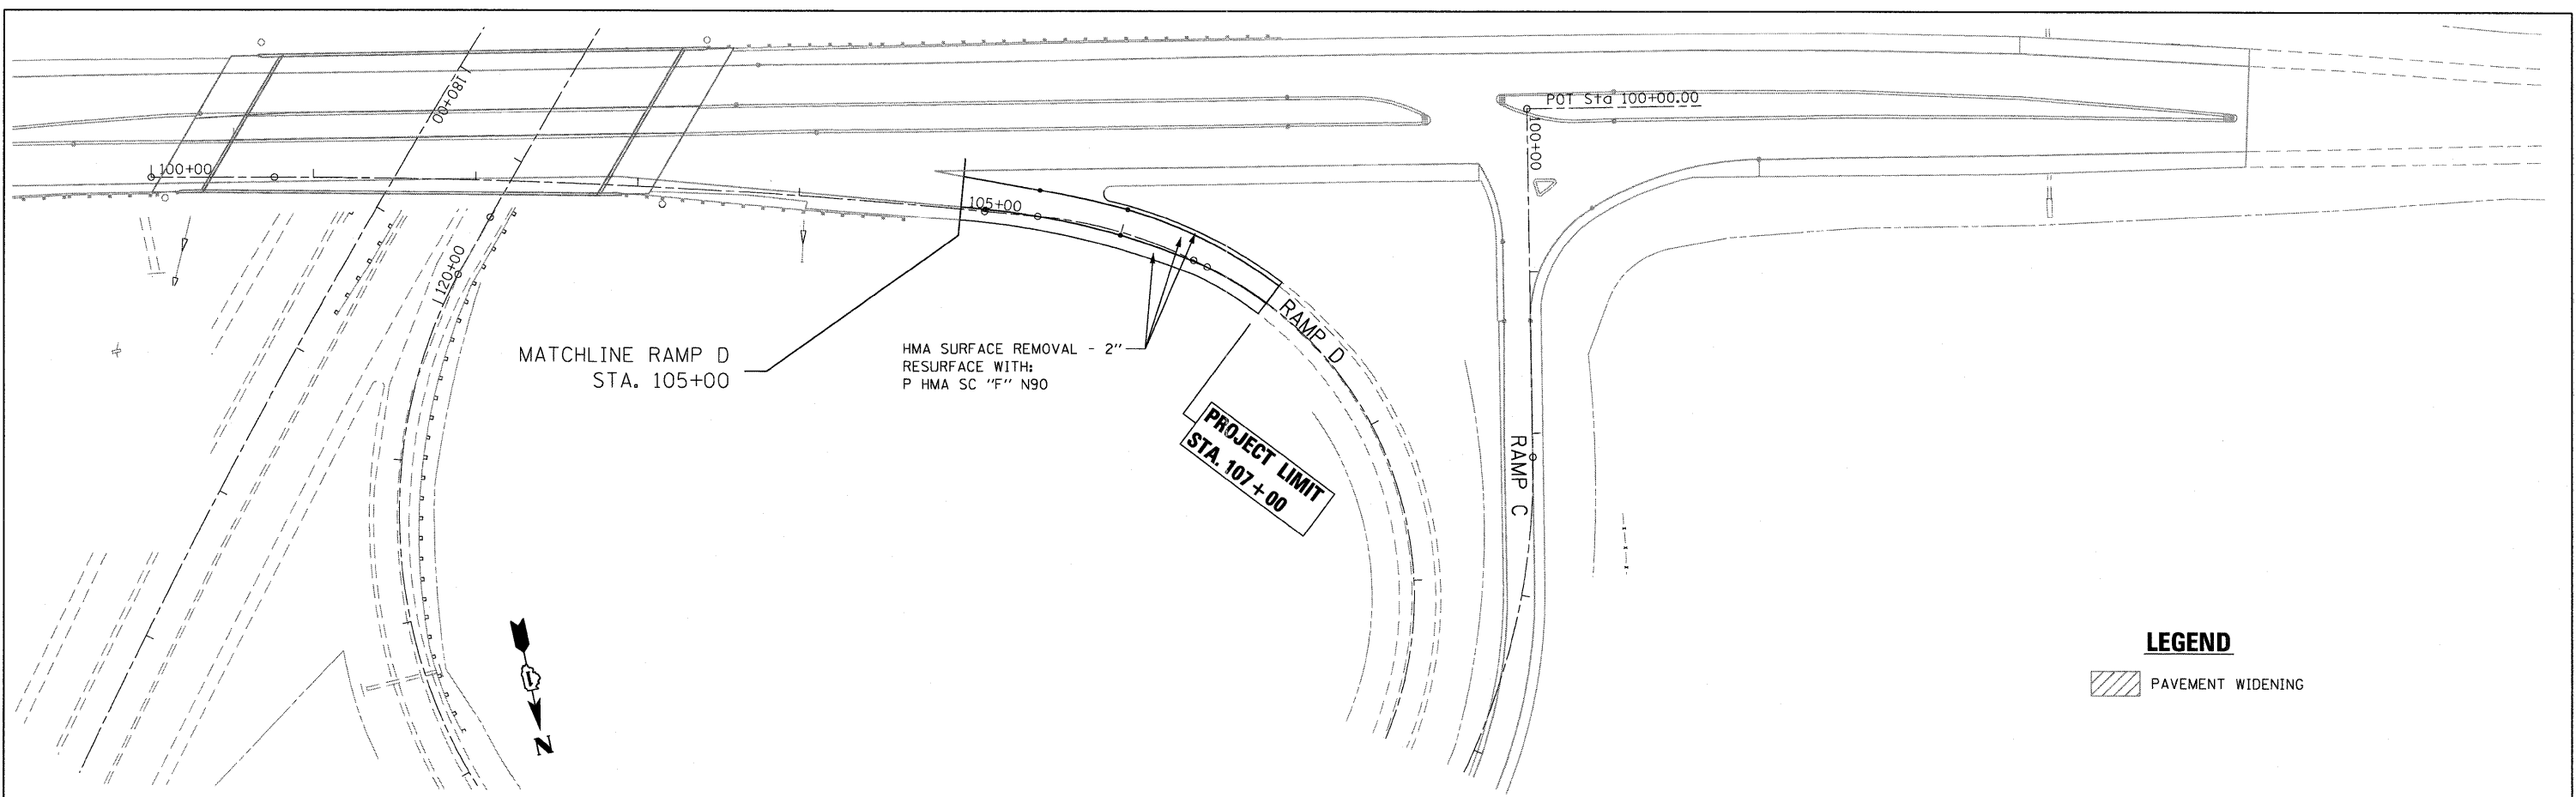 180+00
POT Sta 100+00.00
100+00
100+00
105+00
120+00
RAMP D
MATCHLINE RAMP D
STA. 105+00
HMA SURFACE REMOVAL - 2"
RESURFACE WITH:
P HMA SC "F" N90
PROJECT LIMIT
STA. 107+00
RAMP C
N
LEGEND
PAVEMENT WIDENING